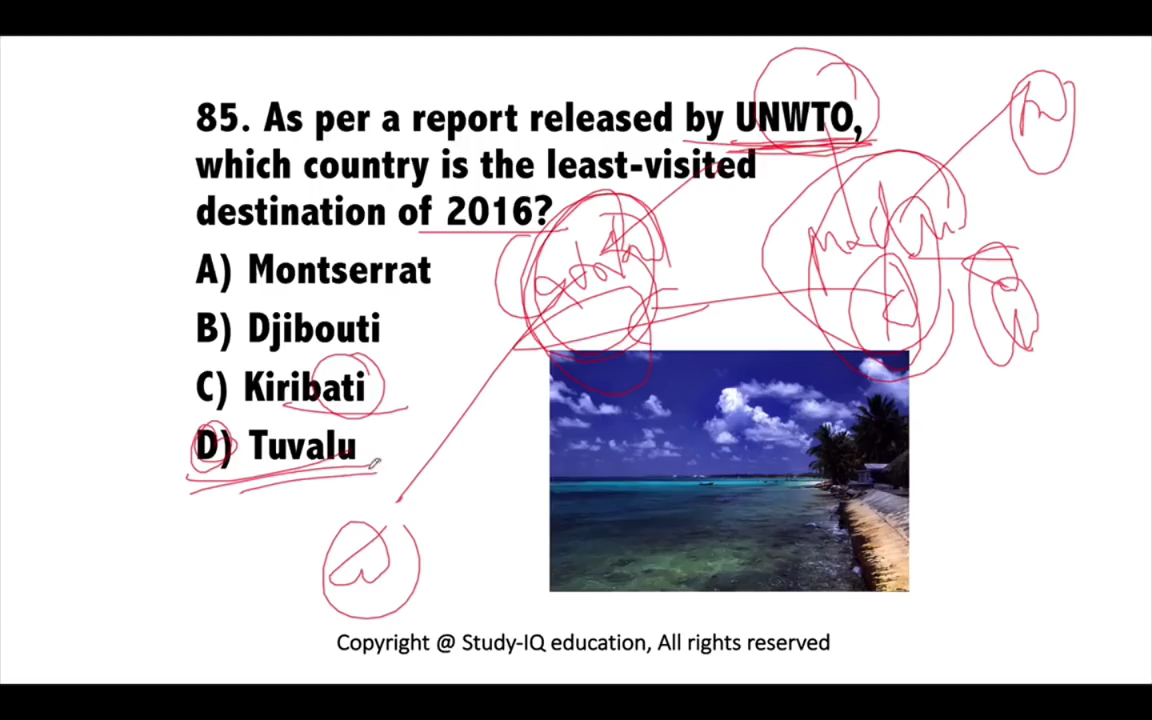 85. As per a report released by UNWTO,
which country is the least-visited
destination of 2016?
A) Montserrat
B) Djibouti
C) Kiribati
D) Tuvalu
Copyright @ Study-IQ education, All rights reserved